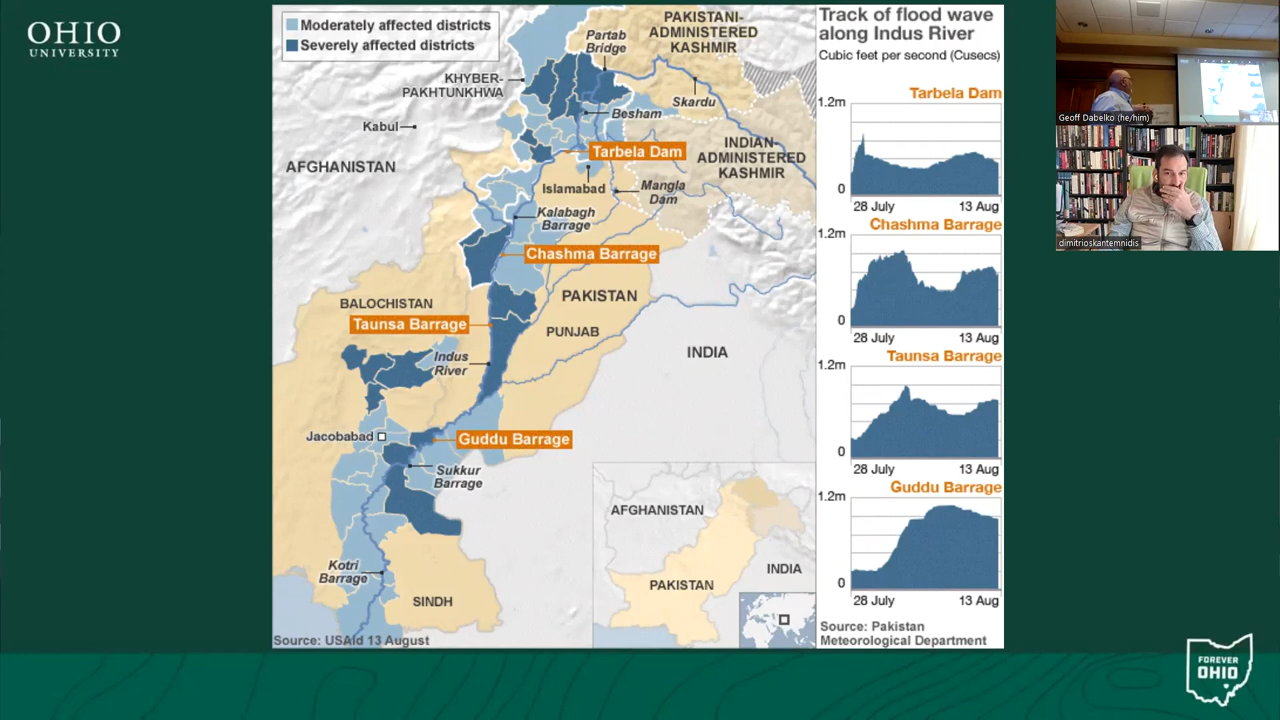 OHIO
UNIVERSITY
Moderately affected districts
Severely affected districts
PAKISTANI-
ADMINISTERED
KASHMIR
Partab
Bridge
KHYBER-
PAKHTUNKHWA
Skardu
Besham
Kabul
AFGHANISTAN
Tarbela Dam
INDIAN
ADMINISTERED
KASHMIR
Islamabad
Mangla
Dam
Kalabagh
Barrage
Chashma Barrage
BALOCHISTAN
PAKISTAN
Taunsa Barrage
PUNJAB
Indus
River
INDIA
Jacobabad
Guddu Barrage
Sukkur
Barrage
Kotri
Barrage
SINDH
Source: USAid 13 August
AFGHANISTAN
PAKISTAN
INDIA
Track of flood wave
along Indus River
Cubic feet per second (Cusecs)
Tarbela Dam
1.2m
0
28 July 13 Aug
Chashma Barrage
1.2m
0
28 July 13 Aug
Taunsa Barrage
1.2m
0
28 July 13 Aug
Guddu Barrage
1.2m
0
28 July 13 Aug
Source: Pakistan
Meteorological Department
Geoff Dabelko (he/him)
dimitrioskantemnidis
FOREVER
OHIO